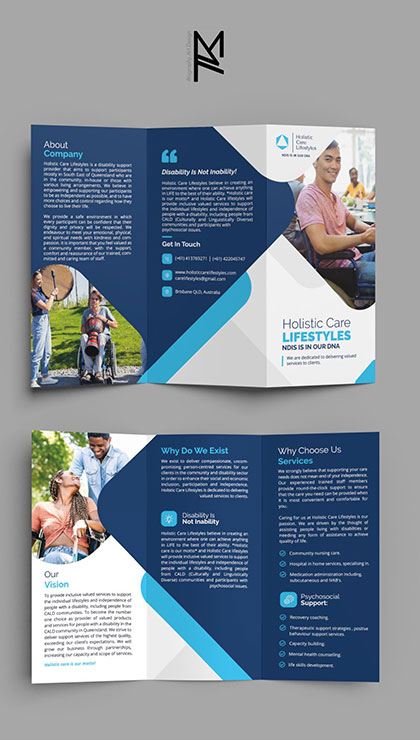 About
Company
Holistic Care Lifestyles is a disability support
provider that aims to support participants
mostly in South East of Queensland who are
in the community, in-house or those with
various living arrangements. We believe in
empowering and supporting our participants
to be as independent as possible, and to have
more choices and control regarding how they
choose to live their life.
We provide a safe environment in which
every participant can be confident that their
dignity and privacy will be respected. We
endeavour to meet your emotional, physical,
and spiritual needs with kindness and com-
passion. It is important that you feel valued as
a community member, with the support,
comfort and reassurance of our trained, com-
mitted and caring team of staff.
Disability Is Not Inability!
Holistic Care Lifestyles believe in creating an
environment where one can achieve anything
in LIFE to the best of their ability. "Holistic care
is our motto" and Holistic Care Lifestyles will
provide inclusive valued services to support
the individual lifestyles and independence of
people with a disability, including people from
CALD (Culturally and Linguistically Diverse)
communities and participants with
psychosocial issues.
Get In Touch
(+61) 413760271 | (+61) 422045747
www.holisticcarelifestyles.com
carelifestyles@gmail.com
Brisbane QLD, Australia
Holistic
Care
Lifestyles
NDIS IS IN OUR DNA
Holistic Care
LIFESTYLES
NDIS IS IN OUR DNA
We are dedicated to delivering valued
services to clients.
Our
Vision
To provide inclusive valued services to support
the individual lifestyles and independence of
people with a disability, including people from
CALD communities. To become the number
one choice as provider of valued products
and services for people with a disability in the
CALD community in Queensland. We strive to
deliver support services of the highest quality,
exceeding our client's expectations. We will
grow our business through partnerships,
increasing our capacity and scope of services.
Holistic care is our motto!
Why Do We Exist
We exist to deliver compassionate, uncom-
promising person-centred services for our
clients in the community and disability sector
in order to enhance their social and economic
inclusion, participation and independence.
Holistic Care Lifestyles is dedicated to delivering
valued services to clients.
Disability Is
Not Inability
Holistic Care Lifestyles believe in creating an
environment where one can achieve anything
in LIFE to the best of their ability. "Holistic
care is our motto" and Holistic Care Lifestyles
will provide inclusive valued services to support
the individual lifestyles and independence of
people with a disability, including people
from CALD (Culturally and Linguistically
Diverse) communities and participants with
psychosocial issues.
Why Choose Us
Services
We strongly believe that supporting your care
needs does not mean end of your independence.
Our experienced trained staff members
provide round-the-clock support to ensure
that the care you need can be provided when
it is most convenient and comfortable for
you.
Caring for us at Holistic Care Lifestyles is our
passion. We are driven by the thought of
assisting people living with disabilities or
needing any form of assistance to achieve
quality of life.
Community nursing care.
Hospital in home services, specialising in.
Medication administration including.
subcutaneous and IVABI's
Psychosocial
Support:
Recovery coaching.
Therapeutic support strategies , positive
behaviour support services.
Capacity building.
Mental health counselling.
life skills development.